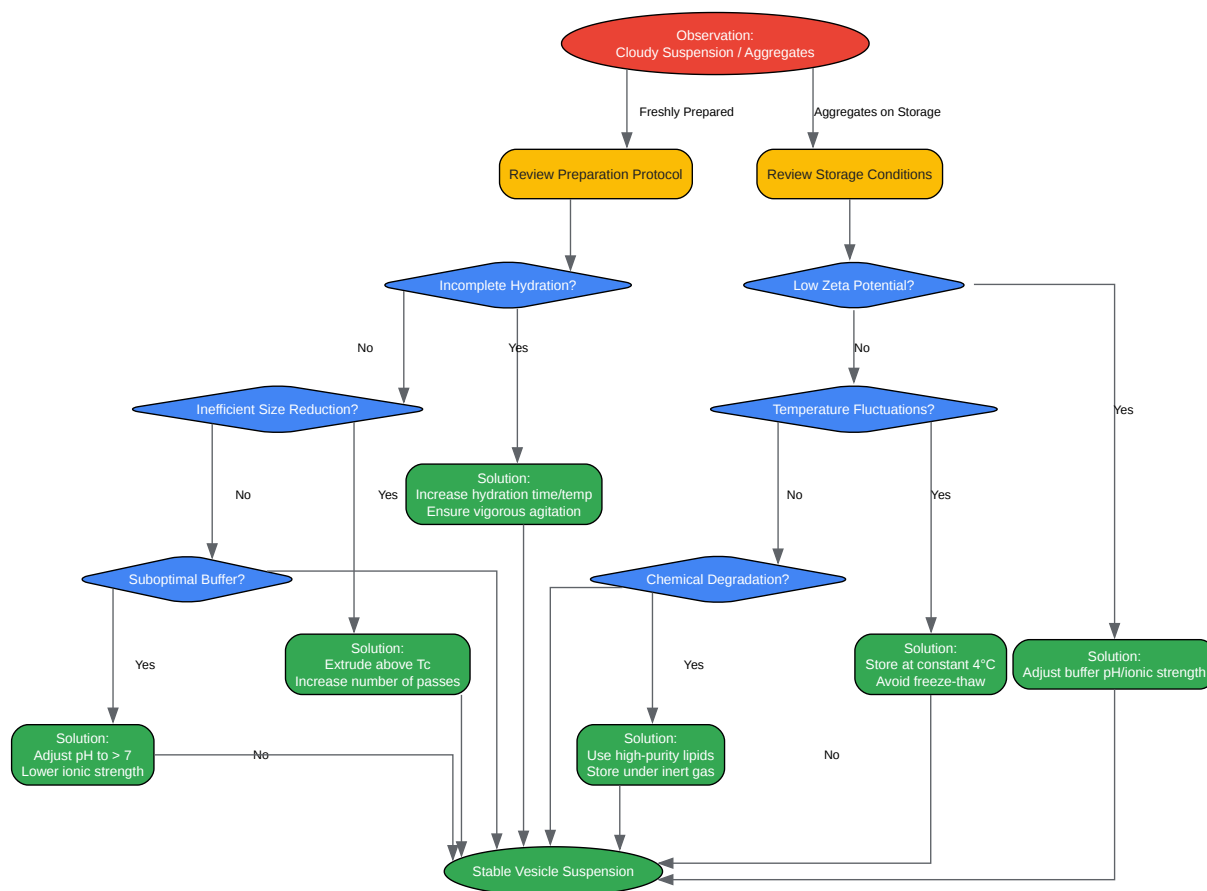 Observation:
Cloudy Suspension / Aggregates
Freshly Prepared
Aggregates on Storage
Review Preparation Protocol
Review Storage Conditions
Incomplete Hydration?
Low Zeta Potential?
No
Yes
No
Inefficient Size Reduction?
Temperature Fluctuations?
Yes
Solution:
Increase hydration time/temp
Ensure vigorous agitation
No
Yes
No
Yes
Suboptimal Buffer?
Chemical Degradation?
Solution:
Extrude above Tc
Increase number of passes
Solution:
Store at constant 4°C
Avoid freeze-thaw
Solution:
Adjust buffer pH/ionic strength
Yes
Yes
Solution:
Adjust pH to > 7
Lower ionic strength
No
Solution:
Use high-purity lipids
Store under inert gas
No
Stable Vesicle Suspension